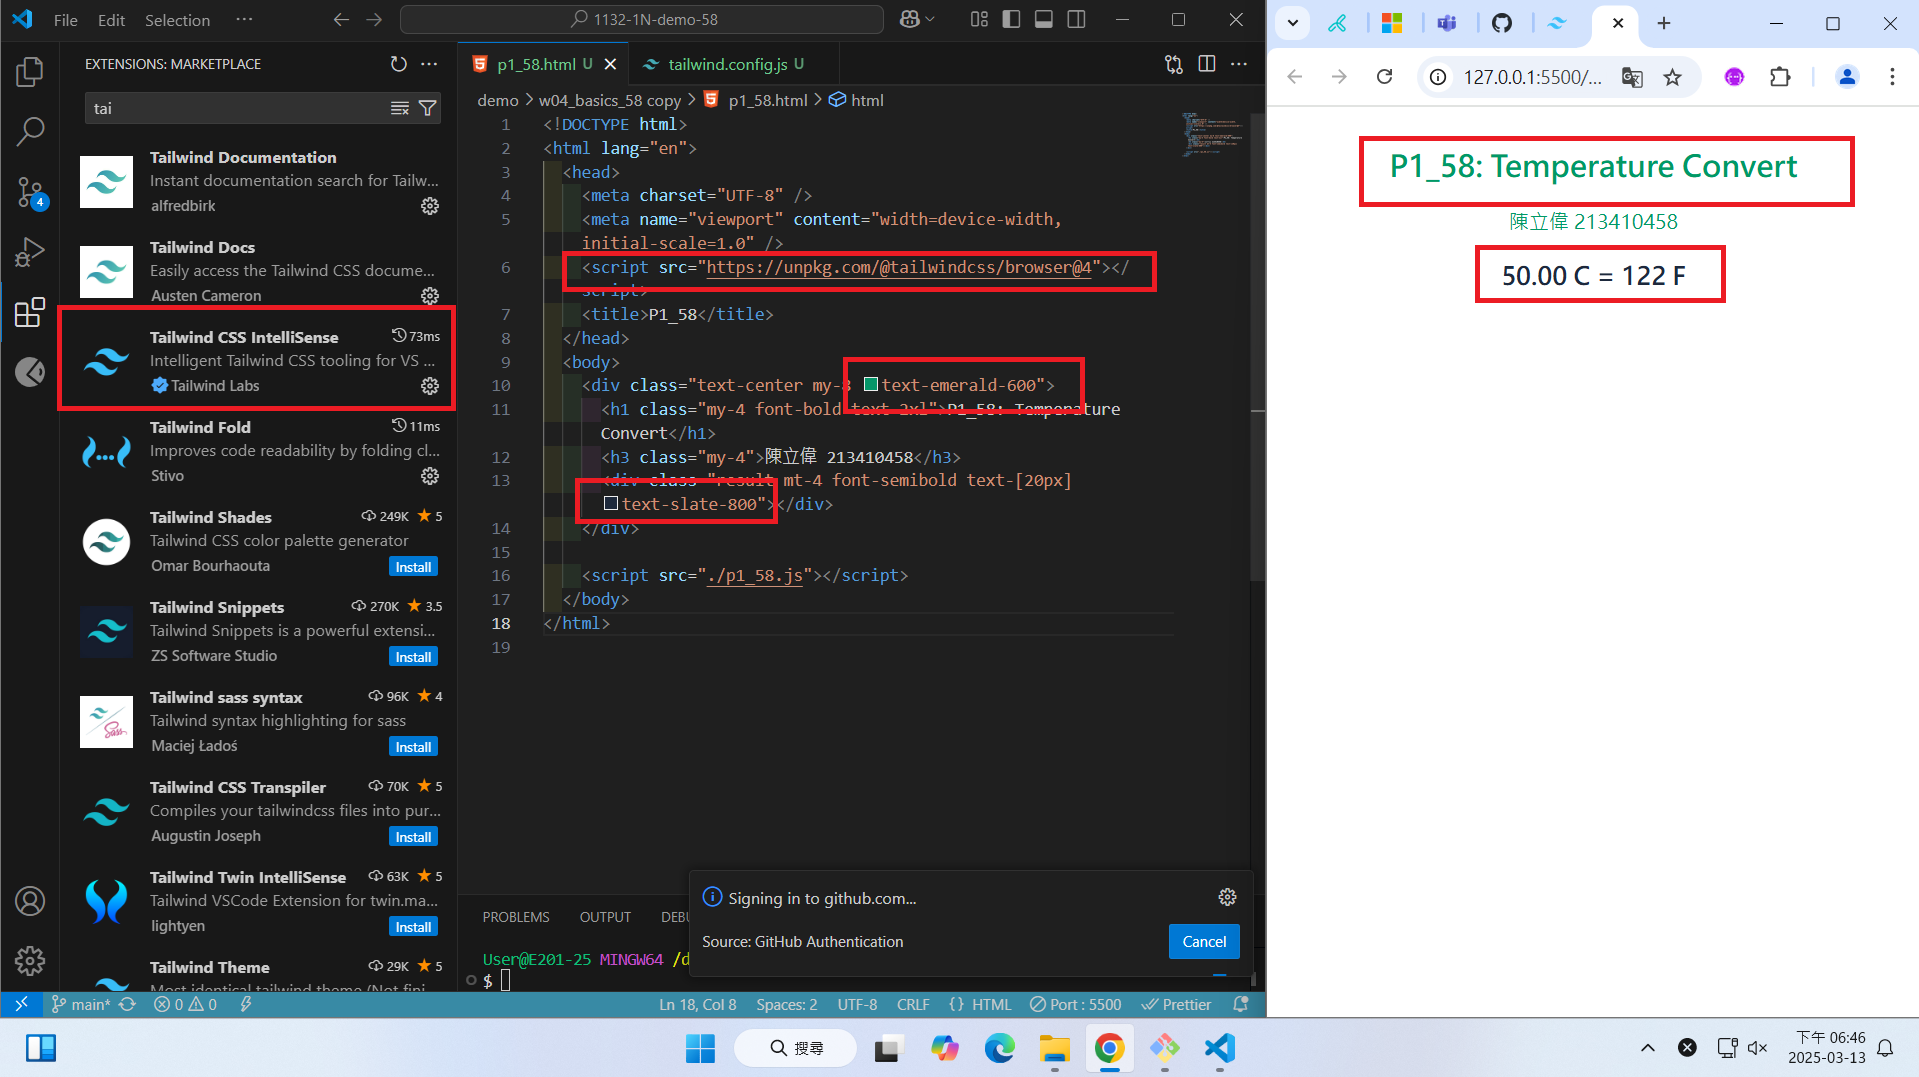 File
Edit
Selection
···
1132-1N-demo-58
EXTENSIONS: MARKETPLACE
tai
Tailwind Documentation
Instant documentation search for Tailw...
alfredbirk
Tailwind Docs
Easily access the Tailwind CSS docume...
Austen Cameron
Tailwind CSS IntelliSense
73ms
Intelligent Tailwind CSS tooling for VS ...
Tailwind Labs
Tailwind Fold
11ms
Improves code readability by folding cl...
Stivo
Tailwind Shades
249K ★ 5
Tailwind CSS color palette generator
Omar Bourhaouta
Install
Tailwind Snippets
270K ★ 3.5
Tailwind Snippets is a powerful extensi...
ZS Software Studio
Install
Tailwind sass syntax
96K ★ 4
Tailwind syntax highlighting for sass
Maciej Ładoś
Install
Tailwind CSS Transpiler
70K ★ 5
Compiles your tailwindcss files into pur...
Augustin Joseph
Install
Tailwind Twin IntelliSense
63K ★ 5
Tailwind VSCode Extension for twin.ma...
lightyen
Install
Tailwind Theme
29K ★ 5
Most identical tailwind theme (Not fini
4
p1_58.html U
tailwind.config.js U
demo > w04_basics_58 copy > p1_58.html > html
1 <!DOCTYPE html>
2 <html lang="en">
3 <head>
4 <meta charset="UTF-8" />
5 <meta name="viewport" content="width=device-width,
initial-scale=1.0" />
6 <script src="https://unpkg.com/@tailwindcss/browser@4"></
script>
7 <title>P1_58</title>
8 </head>
9 <body>
10 <div class="text-center my-8 text-emerald-600">
11 <h1 class="my-4 font-bold text-2xl">P1_58: Temperature
Convert</h1>
12 <h3 class="my-4">陳立偉 213410458</h3>
13 <div class="result mt-4 font-semibold text-[20px]
text-slate-800"></div>
14 </div>
15
16 <script src="./p1_58.js"></script>
17 </body>
18 </html>
19
PROBLEMS
OUTPUT
DEBU
User@E201-25 MINGW64 /d
$
Signing in to github.com...
Source: GitHub Authentication
Cancel
main*
0
0
Ln 18, Col 8
Spaces: 2
UTF-8
CRLF
{} HTML
Port : 5500
Prettier
127.0.0.1:5500/...
P1_58: Temperature Convert
陳立偉 213410458
50.00 C = 122 F
搜尋
下午 06:46
2025-03-13